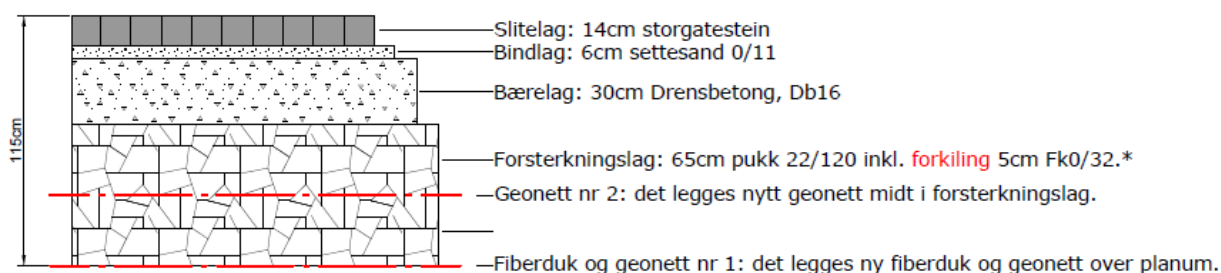 115cm
Slitelag: 14cm storgatestein
Bindlag: 6cm settesand 0/11
Bærelag: 30cm Drensbetong, Db16
Forsterkningslag: 65cm pukk 22/120 inkl. forkiling 5cm Fk0/32.*
Geonett nr 2: det legges nytt geonett midt i forsterkningslag.
Fiberduk og geonett nr 1: det legges ny fiberduk og geonett over planum.